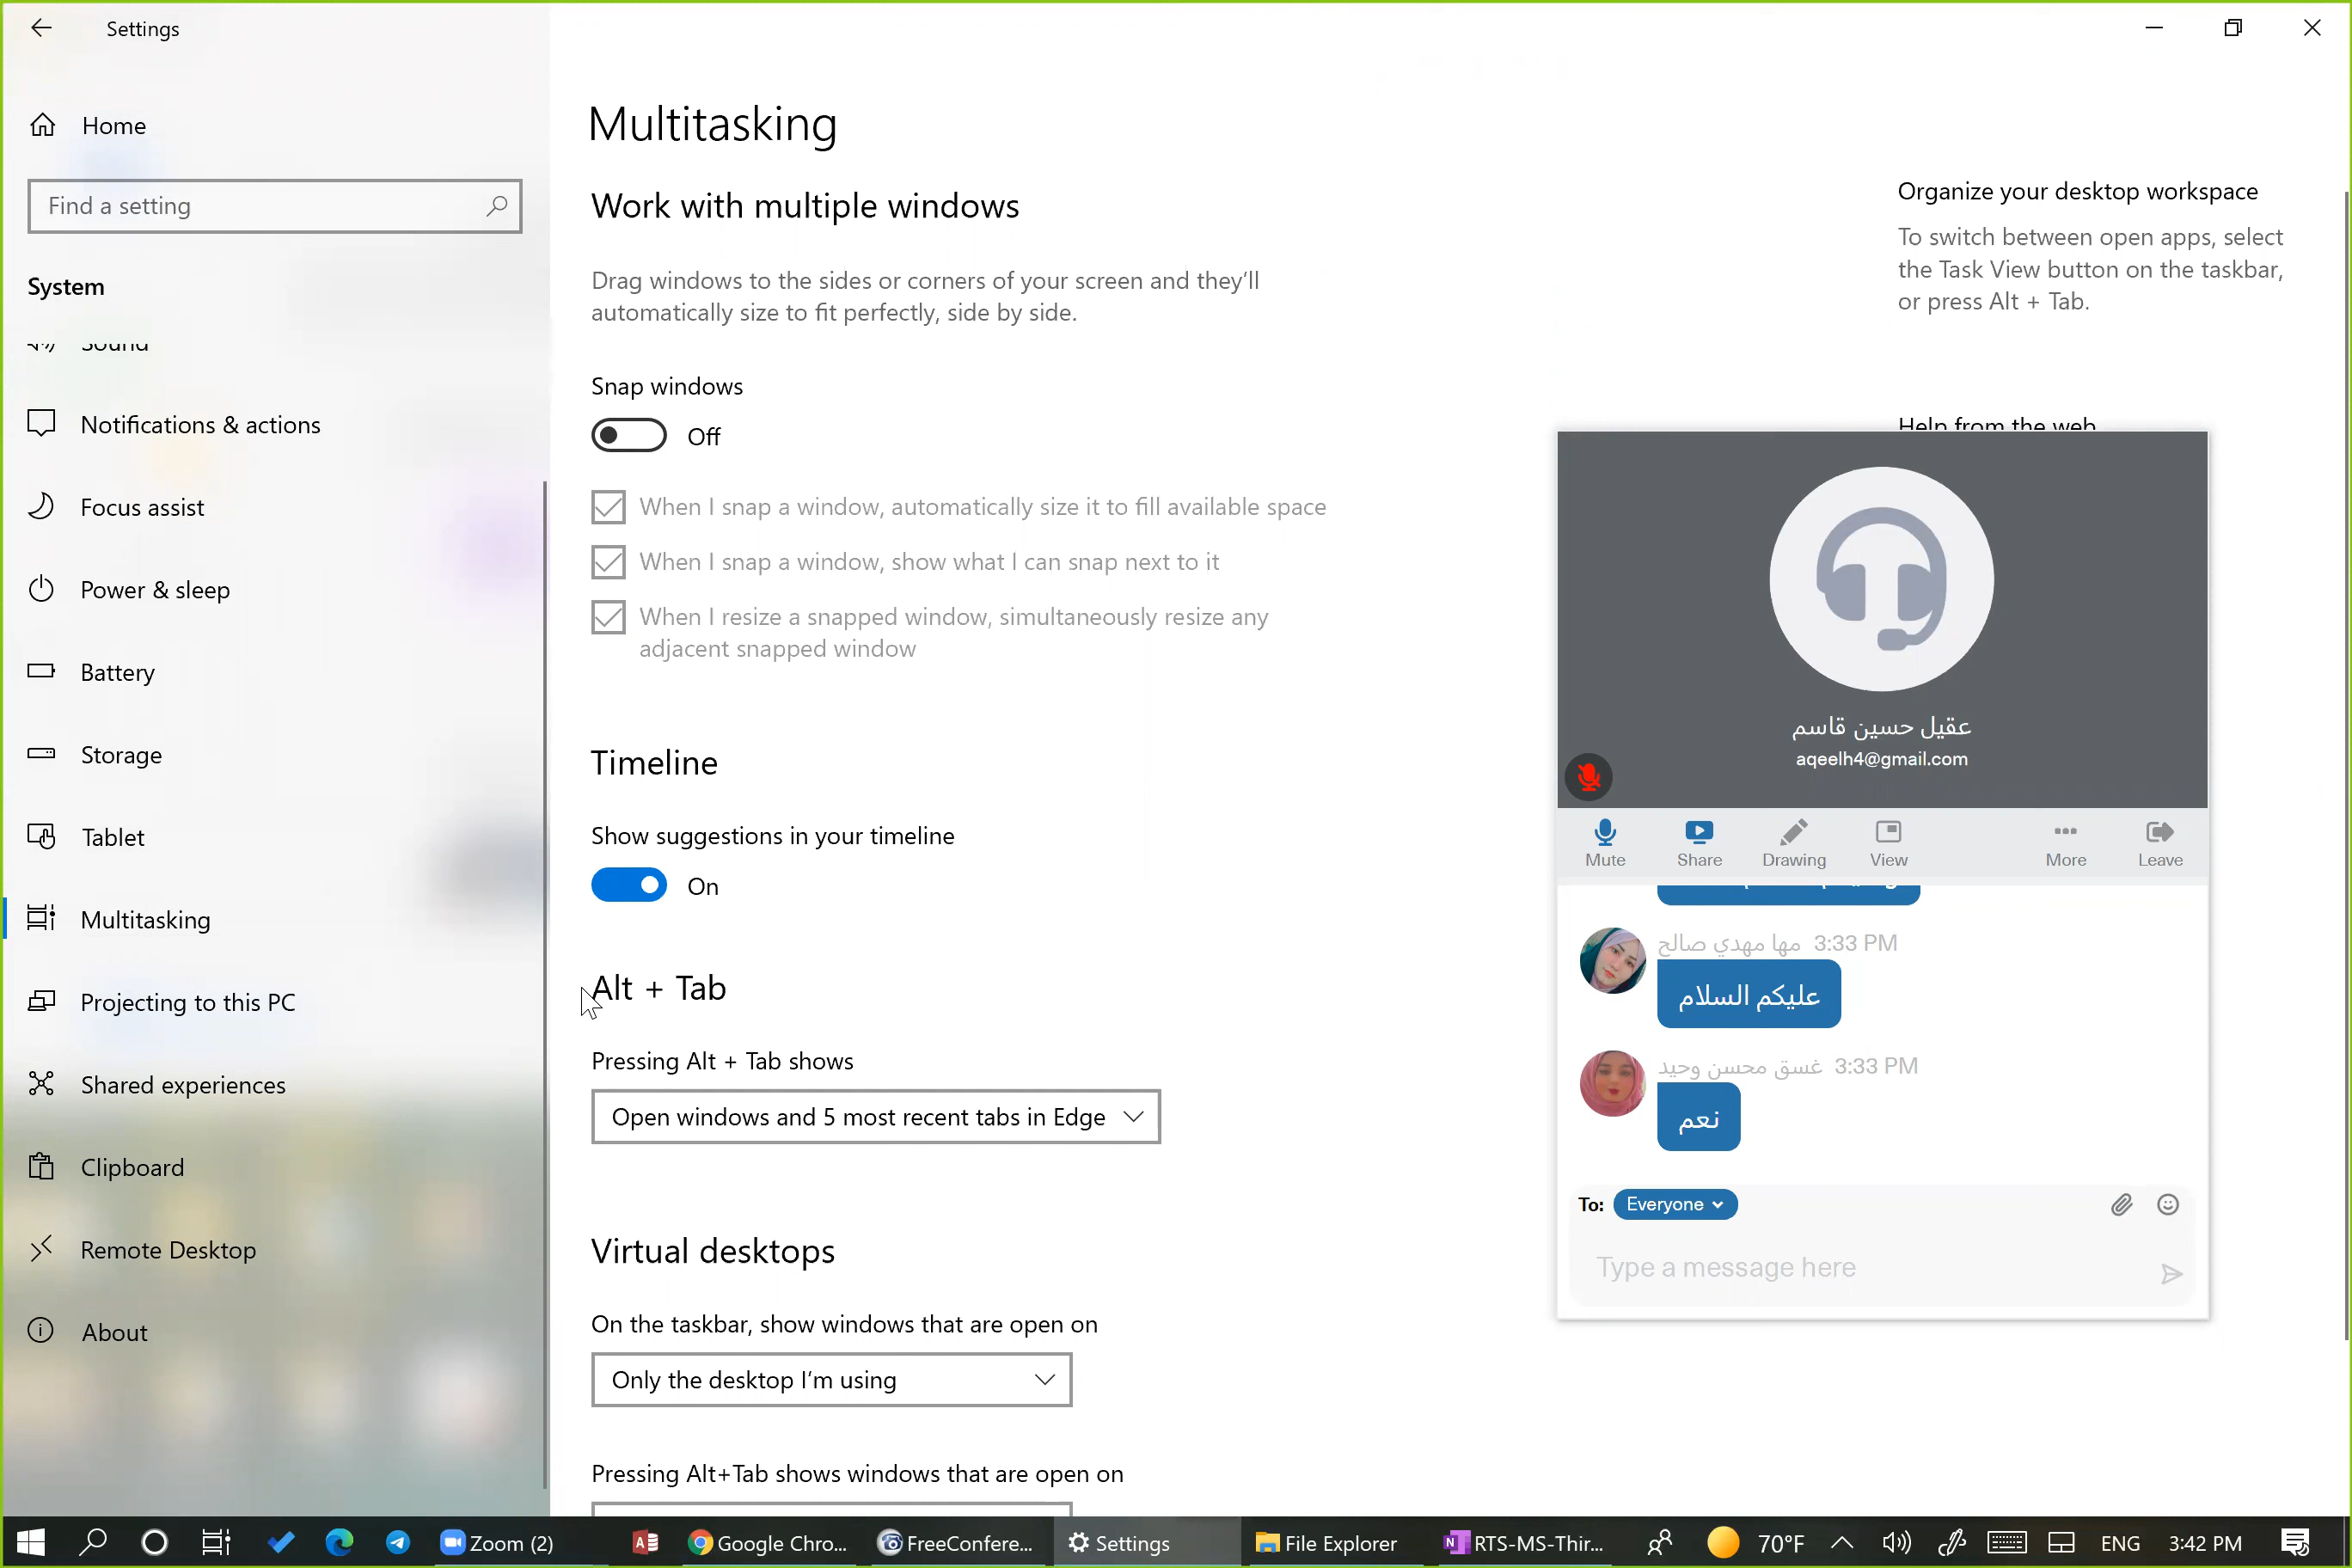 Settings
Home
Find a setting
System
Sound
Notifications & actions
Focus assist
Power & sleep
Battery
Storage
Tablet
Multitasking
Projecting to this PC
Shared experiences
Clipboard
Remote Desktop
About
Multitasking
Work with multiple windows
Drag windows to the sides or corners of your screen and they'll
automatically size to fit perfectly, side by side.
Snap windows
Off
When I snap a window, automatically size it to fill available space
When I snap a window, show what I can snap next to it
When I resize a snapped window, simultaneously resize any
adjacent snapped window
Timeline
Show suggestions in your timeline
On
Alt + Tab
Pressing Alt + Tab shows
Open windows and 5 most recent tabs in Edge
Virtual desktops
On the taskbar, show windows that are open on
Only the desktop I'm using
Pressing Alt+Tab shows windows that are open on
Organize your desktop workspace
To switch between open apps, select
the Task View button on the taskbar,
or press Alt + Tab.
Help from the web
عقيل حسين قاسم
aqeelh4@gmail.com
Mute Share Drawing View More Leave
مها مهدي صالح 3:33 PM
عليكم السلام
غسق محسن وحيد 3:33 PM
نعم
To: Everyone
Type a message here
Zoom (2) Google Chro... FreeConfere... Settings File Explorer RTS-MS-Thir... 70°F ENG 3:42 PM